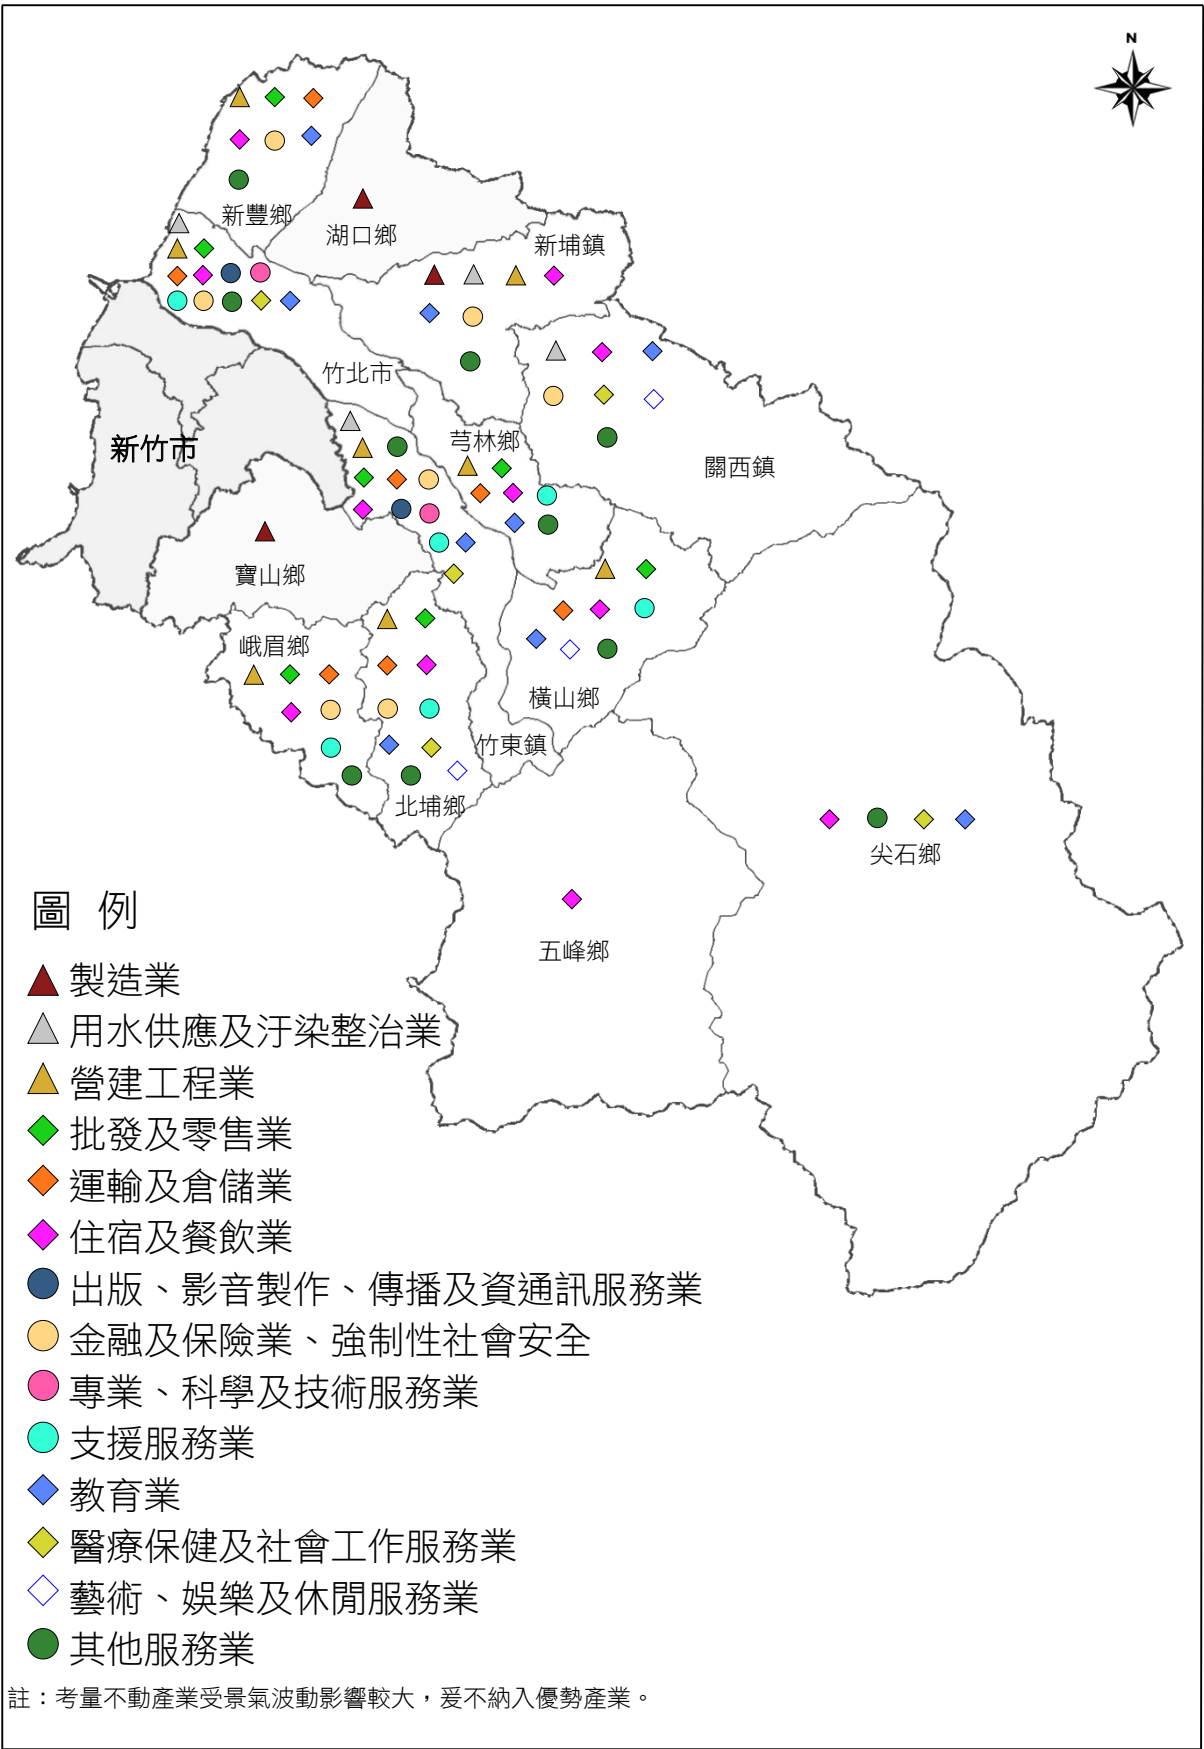 N
新豐鄉
湖口鄉
新埔鎮
竹北市
新竹市
芎林鄉
關西鎮
寶山鄉
峨眉鄉
橫山鄉
竹東鎮
北埔鄉
尖石鄉
五峰鄉
圖 例
製造業
用水供應及汙染整治業
營建工程業
批發及零售業
運輸及倉儲業
住宿及餐飲業
出版、影音製作、傳播及資通訊服務業
金融及保險業、強制性社會安全
專業、科學及技術服務業
支援服務業
教育業
醫療保健及社會工作服務業
藝術、娛樂及休閒服務業
其他服務業
註：考量不動產業受景氣波動影響較大，爰不納入優勢產業。